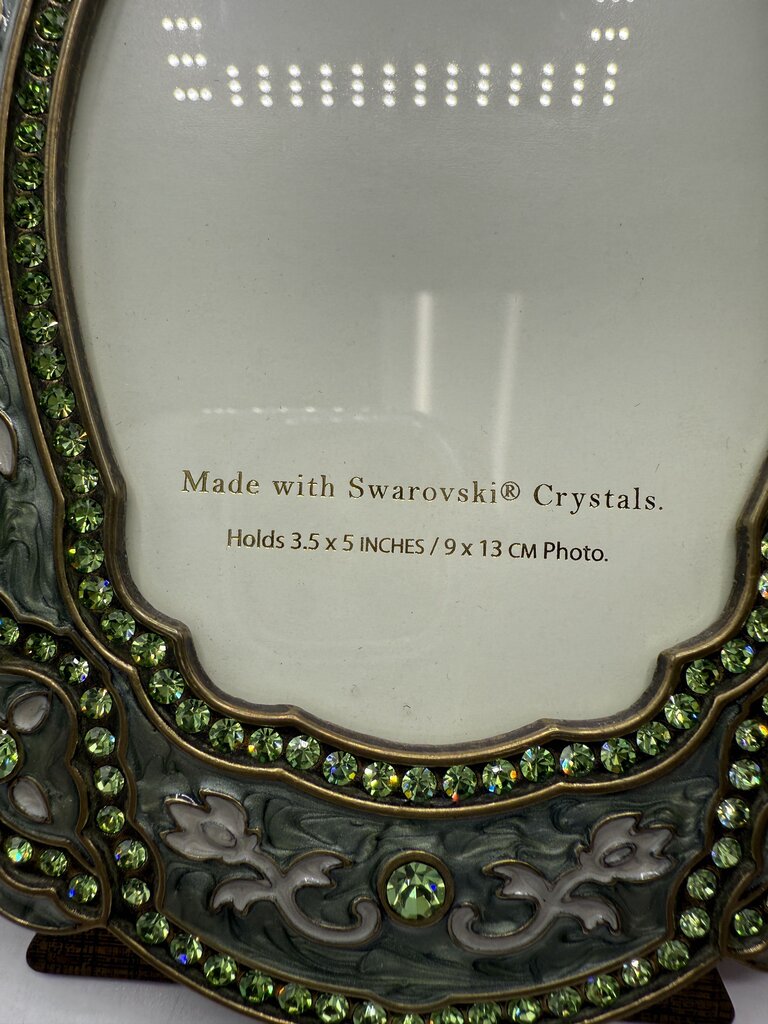 Made with Swarovski® Crystals.
Holds 3.5 x 5 INCHES / 9 x 13 CM Photo.